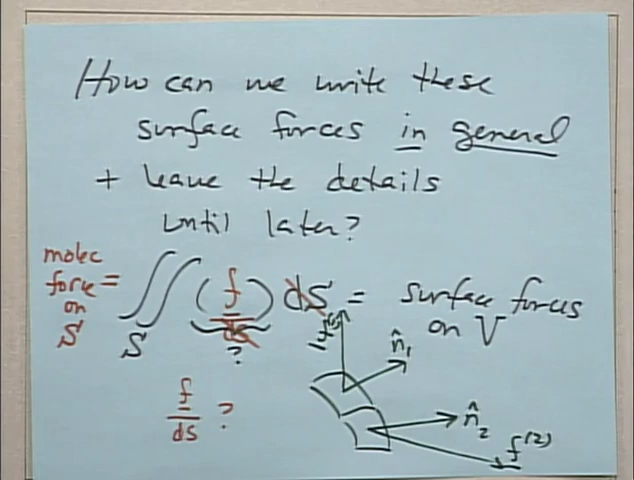 How can we write these
surface forces in general
+ leave the details
until later?
molec
force =
on
S
∬ ( f / ds ) ds = surface forces
S
?
on V
f / ds ?
n̂₁
n̂₂
f⁽²⁾